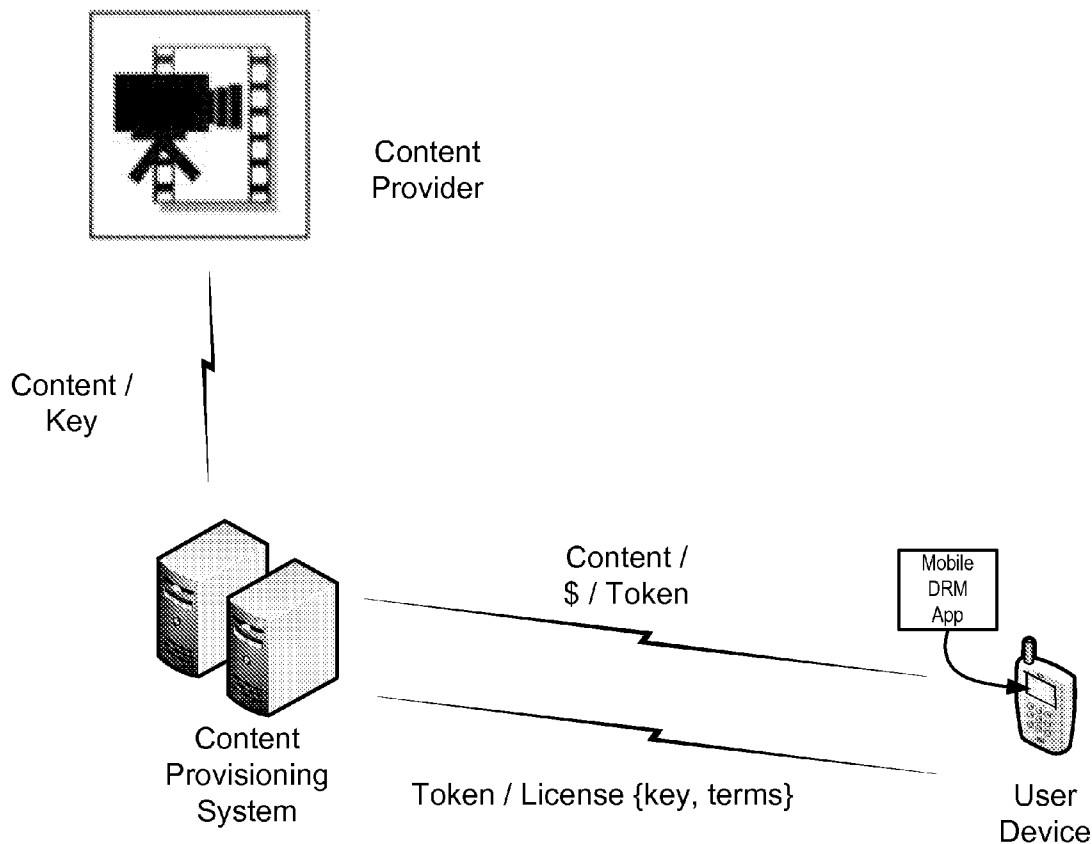 Content
Provider
Content /
Key
Content /
$ / Token
Mobile
DRM
App
Content
Provisioning
System
Token / License {key, terms}
User
Device